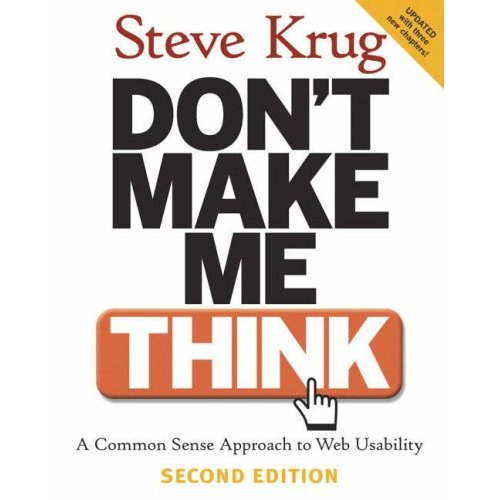 Steve Krug
UPDATED
with three
new chapters!
DON'T
MAKE
ME
THINK
A Common Sense Approach to Web Usability
SECOND EDITION